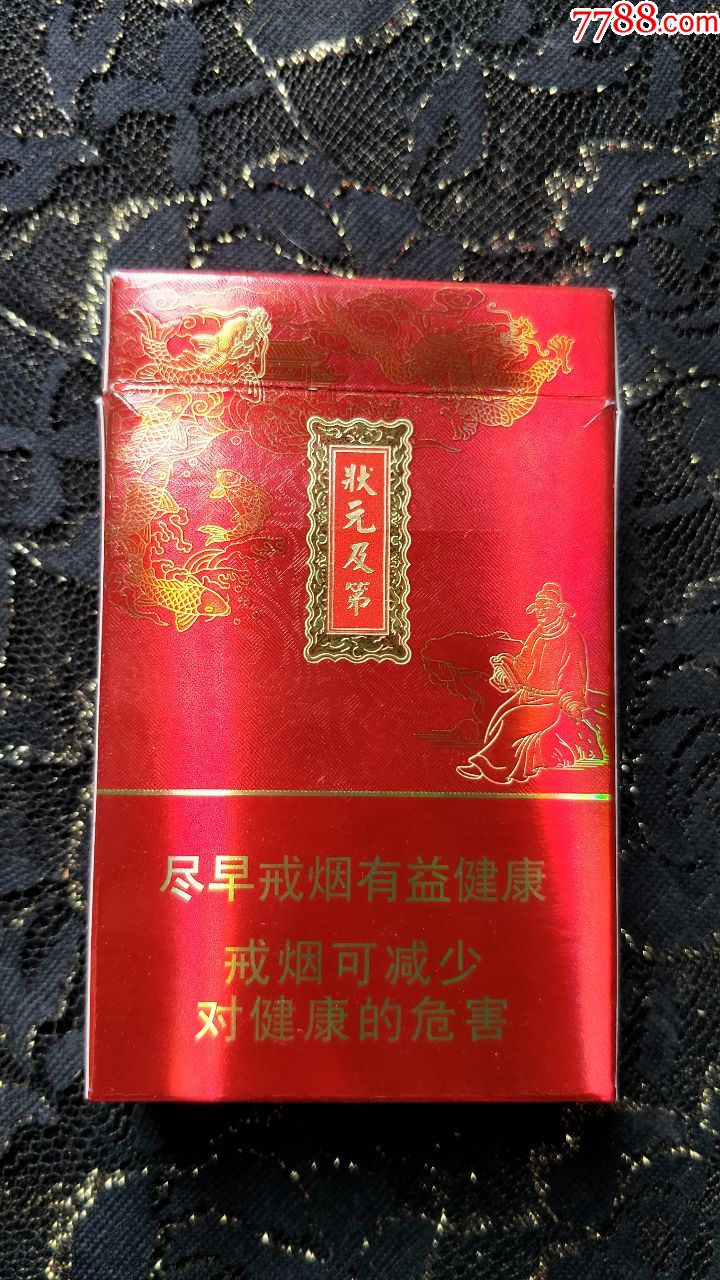 7788.com
狀元及第
尽早戒烟有益健康
戒烟可减少
对健康的危害